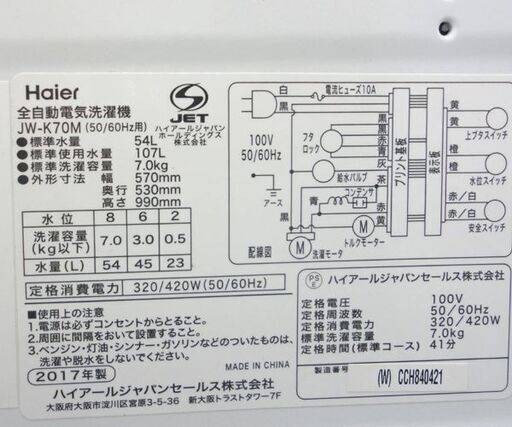 Haier
全自動電気洗濯機
JW-K70M (50/60Hz用)
S
JET
ハイアールジャパン
ホールディングス
株式会社
●標準水量 54L
●標準使用水量 107L
●標準洗濯容量 7.0kg
●外形寸法 幅 570mm
奥行 530mm
高さ 990mm
水位 8 6 2
洗濯容量 (kg以下) 7.0 3.0 0.5
水量(L) 54 45 23
定格消費電力 320/420W(50/60Hz)
■使用上の注意
1.電源は必ずコンセントからとること。
2.周囲に間隔をおいて設置すること。
3.ベンジン・灯油・シンナー・ガソリンなどのついたものは、
洗濯や脱水をしないでください。
MADE IN CHINA
2017年製
ハイアールジャパンセールス株式会社
大阪府大阪市淀川区宮原3-5-36 新大阪トラストタワー7F
白
電流ヒューズ10A
黒
黒
100V
50/60Hz
フタ
ロック
黒
赤
青
灰
給水バルブ
茶
コンデンサ
青
アース
黒
赤
黄
M
トルクモーター
M
洗濯モータ
配線図
プリント基板
表示板
黄
黄
上ブタスイッチ
橙
橙
水位スイッチ
赤/白
赤/白
安全スイッチ
PS
E
ハイアールジャパンセールス株式会社
定格電圧 100V
定格周波数 50/60Hz
定格消費電力 320/420W
標準洗濯容量 7.0kg
定格時間(標準コース) 41分
製造番号
(W) CCH840421